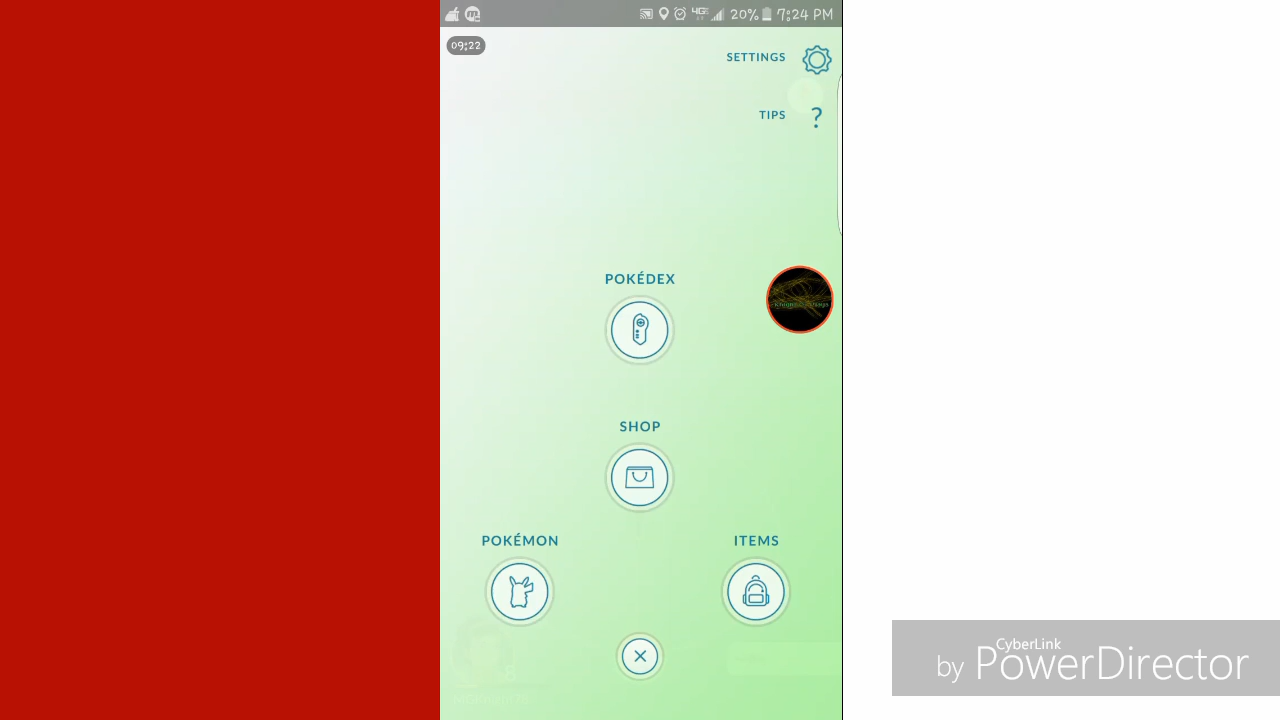 20% 7:24 PM
09:22
SETTINGS
TIPS ?
POKÉDEX
SHOP
POKÉMON
ITEMS
CyberLink
by PowerDirector